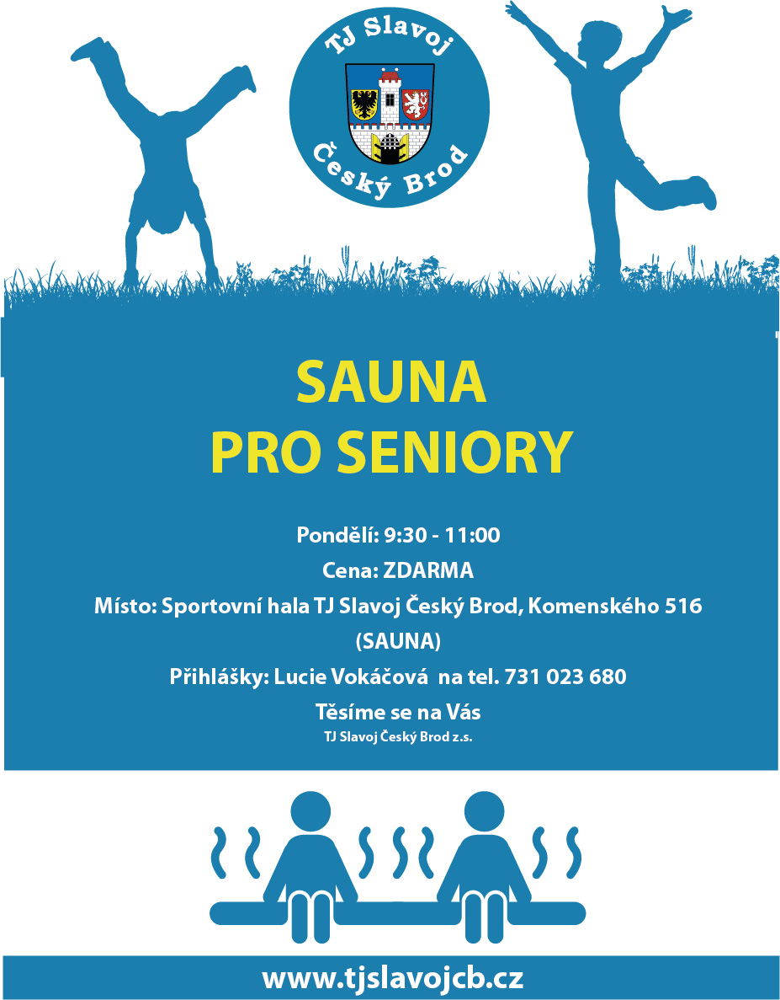 TJ Slavoj
Český Brod
SAUNA
PRO SENIORY
Pondělí: 9:30 - 11:00
Cena: ZDARMA
Místo: Sportovní hala TJ Slavoj Český Brod, Komenského 516
(SAUNA)
Přihlášky: Lucie Vokáčová na tel. 731 023 680
Těsíme se na Vás
TJ Slavoj Český Brod z.s.
www.tjslavojcb.cz